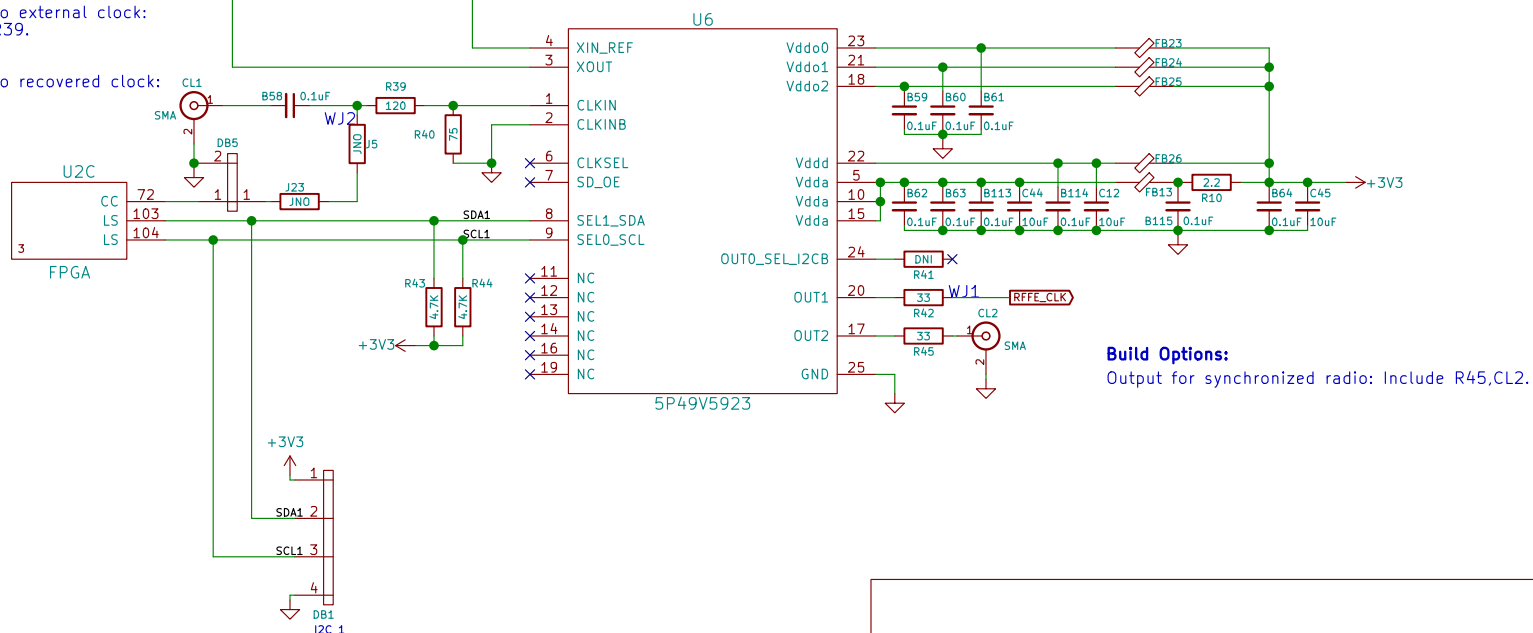 o external clock:
R39.
o recovered clock:
CL1
1
SMA
2
B58
0.1uF
WJ2
R39
120
JNO
J5
R40
75
DB5
2
1
1
J23
JNO
U2C
CC
72
LS
103
LS
104
3
FPGA
SDA1
SCL1
R43
4.7K
R44
4.7K
+3V3
+3V3
1
SDA1
2
SCL1
3
4
DB1
I2C 1
U6
4
XIN_REF
3
XOUT
1
CLKIN
2
CLKINB
6
CLKSEL
7
SD_OE
8
SEL1_SDA
9
SEL0_SCL
11
NC
12
NC
13
NC
14
NC
16
NC
19
NC
Vddo0
23
Vddo1
21
Vddo2
18
Vddd
22
Vdda
5
Vdda
10
Vdda
15
OUT0_SEL_I2CB
24
OUT1
20
OUT2
17
GND
25
5P49V5923
FB23
FB24
FB25
B59
B60
B61
0.1uF
0.1uF
0.1uF
FB26
FB13
2.2
R10
+3V3
B62
B63
B113
C44
B114
C12
0.1uF
0.1uF
0.1uF
10uF
0.1uF
10uF
B115
0.1uF
B64
C45
0.1uF
10uF
DNI
R41
33
R42
WJ1
RFFE_CLK
33
R45
CL2
1
SMA
2
Build Options:
Output for synchronized radio: Include R45,CL2.